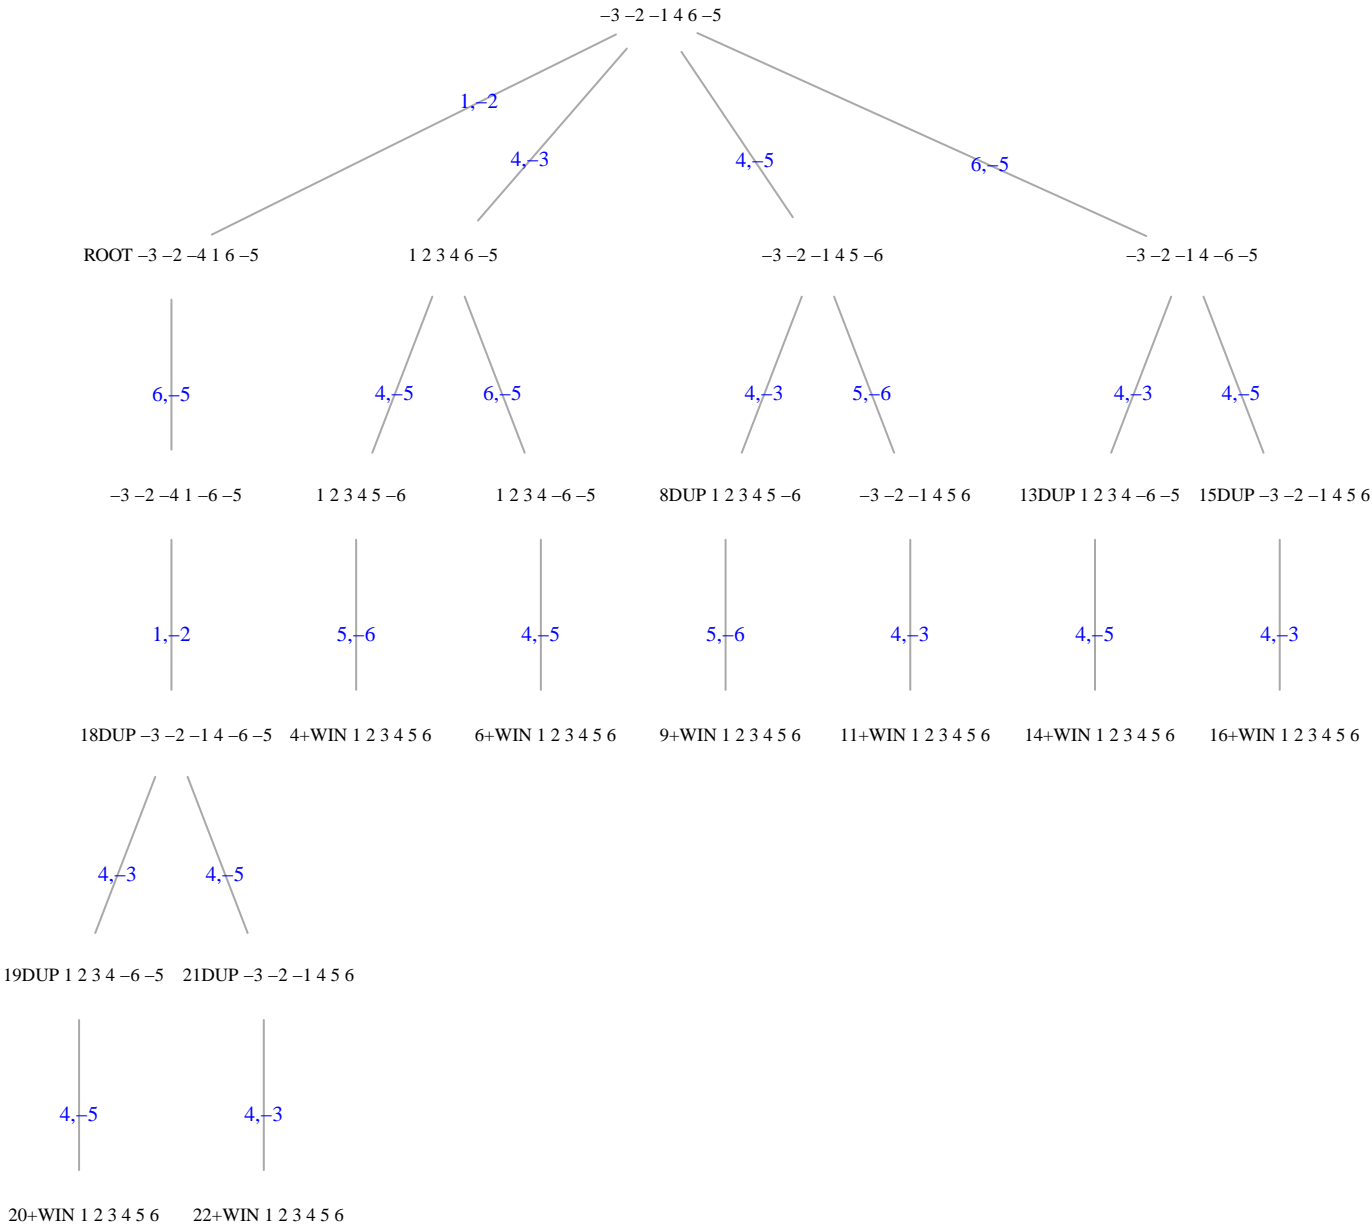 –3 –2 –1 4 6 –5
1,–2
4,–3
4,–5
6,–5
ROOT –3 –2 –4 1 6 –5
1 2 3 4 6 –5
–3 –2 –1 4 5 –6
–3 –2 –1 4 –6 –5
6,–5
4,–5
6,–5
4,–3
5,–6
4,–3
4,–5
–3 –2 –4 1 –6 –5
1 2 3 4 5 –6
1 2 3 4 –6 –5
8DUP 1 2 3 4 5 –6
–3 –2 –1 4 5 6
13DUP 1 2 3 4 –6 –5
15DUP –3 –2 –1 4 5 6
1,–2
5,–6
4,–5
5,–6
4,–3
4,–5
4,–3
18DUP –3 –2 –1 4 –6 –5
4+WIN 1 2 3 4 5 6
6+WIN 1 2 3 4 5 6
9+WIN 1 2 3 4 5 6
11+WIN 1 2 3 4 5 6
14+WIN 1 2 3 4 5 6
16+WIN 1 2 3 4 5 6
4,–3
4,–5
19DUP 1 2 3 4 –6 –5
21DUP –3 –2 –1 4 5 6
4,–5
4,–3
20+WIN 1 2 3 4 5 6
22+WIN 1 2 3 4 5 6